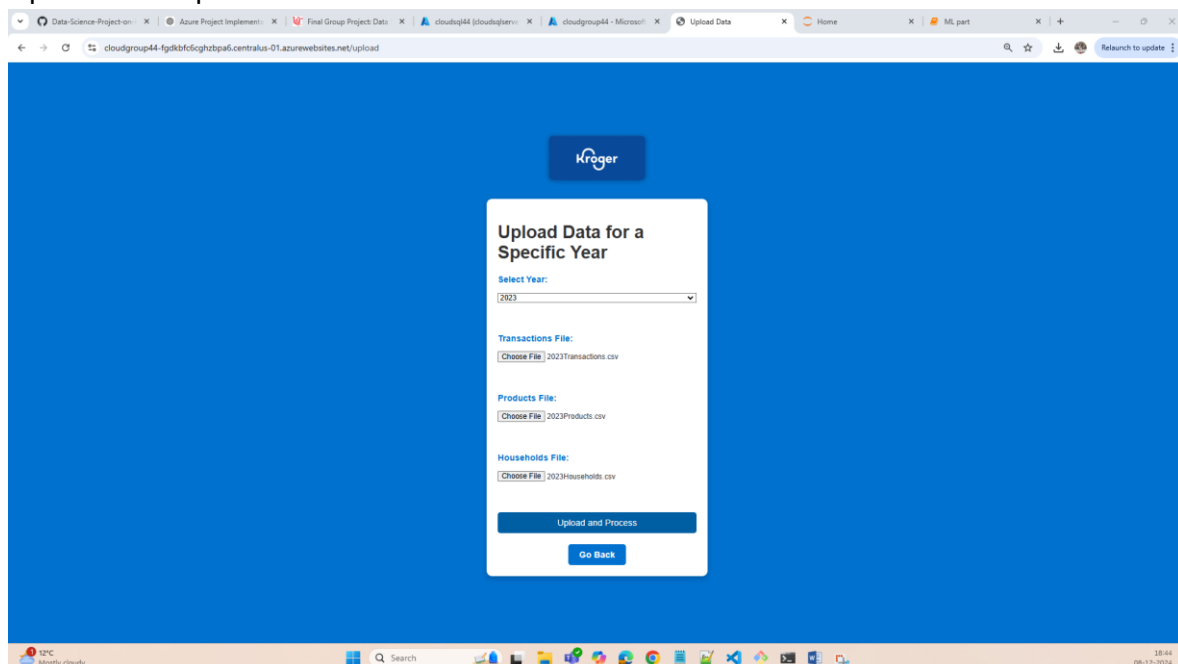 Data-Science-Project-on-
Azure Project Implementa
Final Group Project: Data
cloudsql44 (cloudsqlserve
cloudgroup44 - Microsoft
Upload Data
Home
ML part
cloudgroup44-fgdkbfc6cghzbpa6.centralus-01.azurewebsites.net/upload
Relaunch to update
Kroger
Upload Data for a
Specific Year
Select Year:
2023
Transactions File:
Choose File 2023Transactions.csv
Products File:
Choose File 2023Products.csv
Households File:
Choose File 2023Households.csv
Upload and Process
Go Back
12°C
Mostly cloudy
Search
18:44
08-12-2024